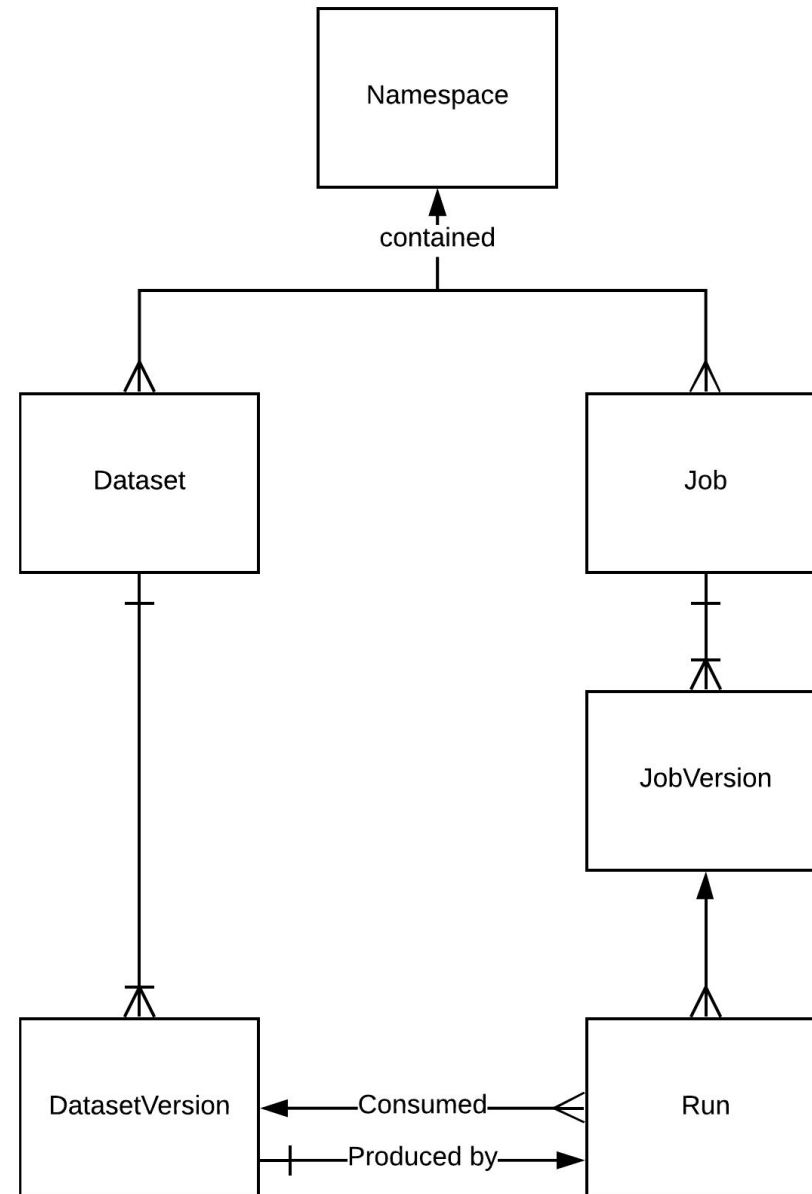 Namespace
contained
Dataset
Job
JobVersion
DatasetVersion
Consumed
Run
Produced by